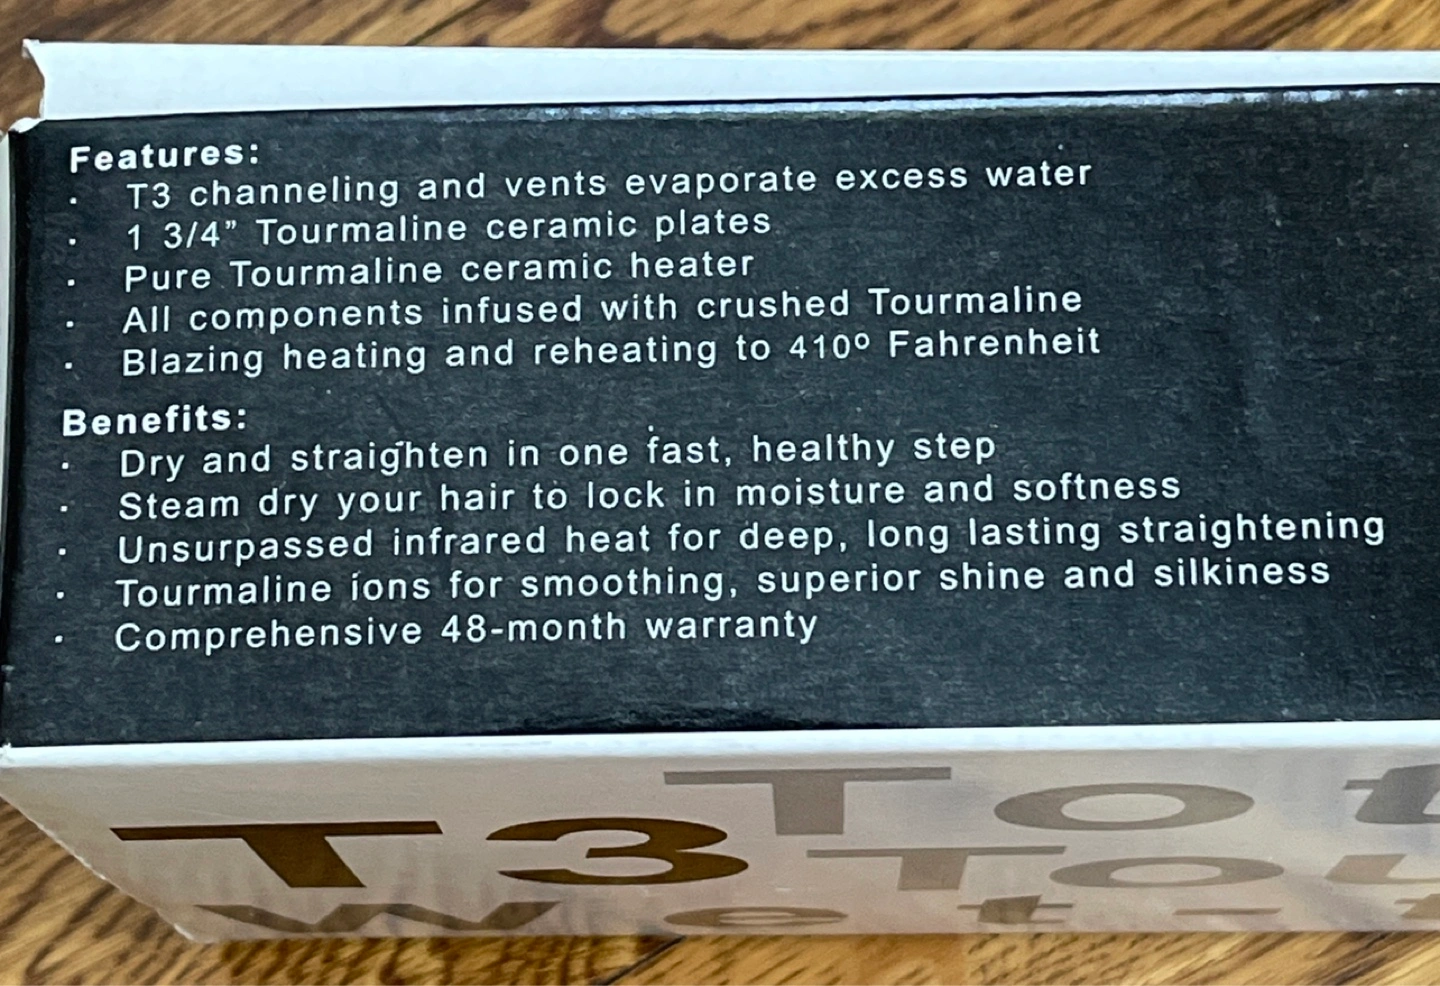 Features:
· T3 channeling and vents evaporate excess water
· 1 3/4” Tourmaline ceramic plates
· Pure Tourmaline ceramic heater
· All components infused with crushed Tourmaline
· Blazing heating and reheating to 410º Fahrenheit
Benefits:
· Dry and straighten in one fast, healthy step
· Steam dry your hair to lock in moisture and softness
· Unsurpassed infrared heat for deep, long lasting straightening
· Tourmaline ions for smoothing, superior shine and silkiness
· Comprehensive 48-month warranty
T3